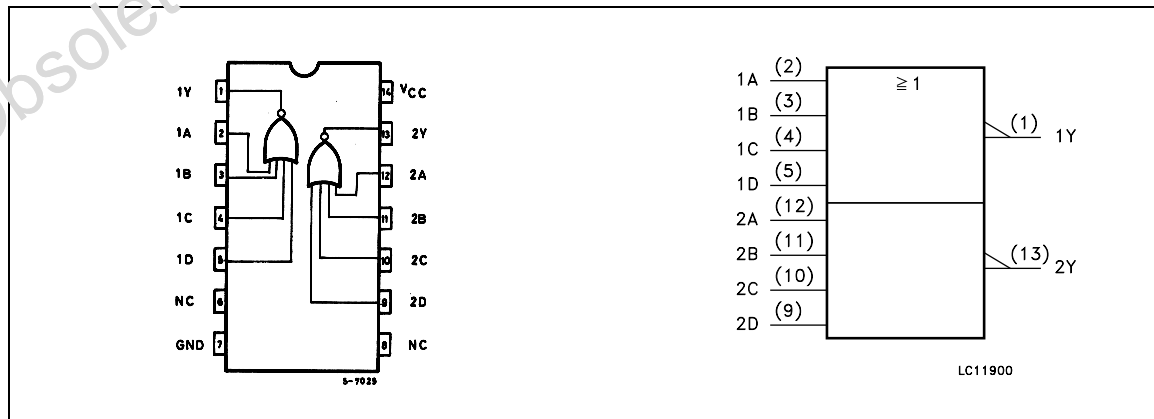 obsolet
1Y 1 14 VCC
1A 2 13 2Y
1B 3 12 2A
1C 4 11 2B
1D 5 10 2C
NC 6 9 2D
GND 7 8 NC
S-7025
≧ 1
1A (2)
1B (3)
1C (4)
1D (5)
2A (12)
2B (11)
2C (10)
2D (9)
(1) 1Y
(13) 2Y
LC11900